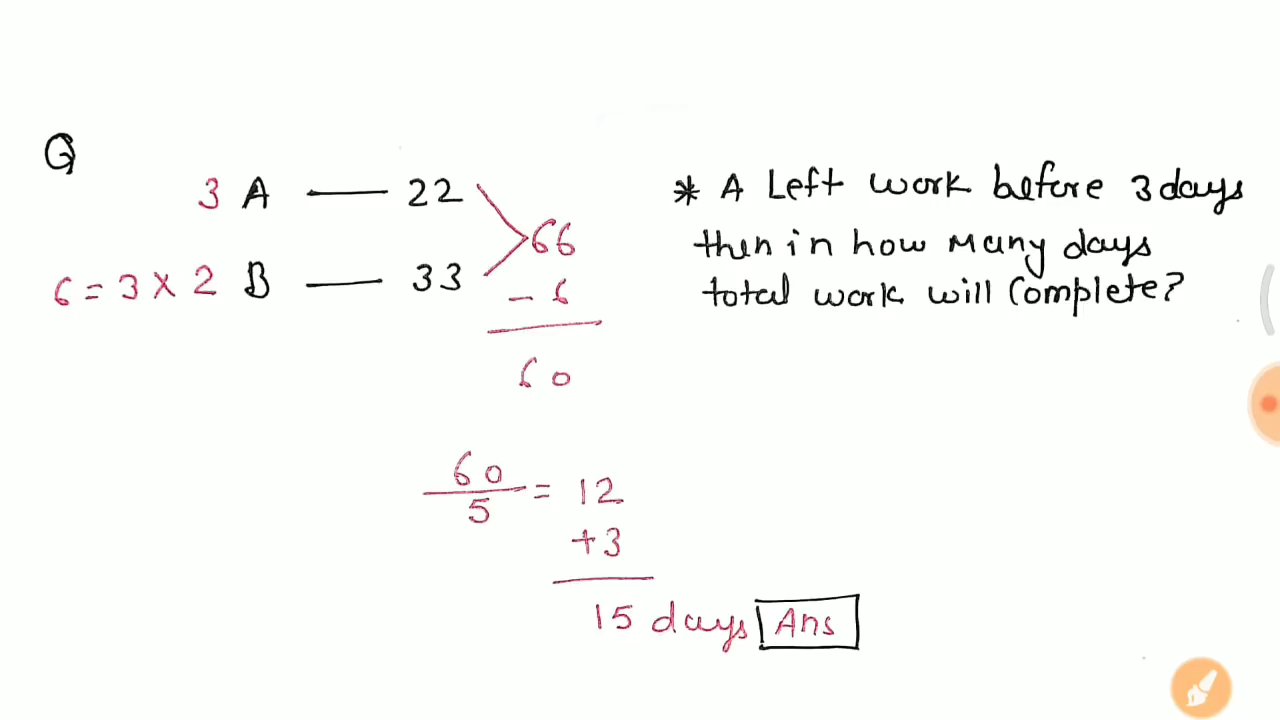 Q
3 A — 22
66
6 = 3 × 2 B — 33
- 6
60
* A Left work before 3 days
then in how many days
total work will complete?
60/5 = 12
+3
15 days Ans